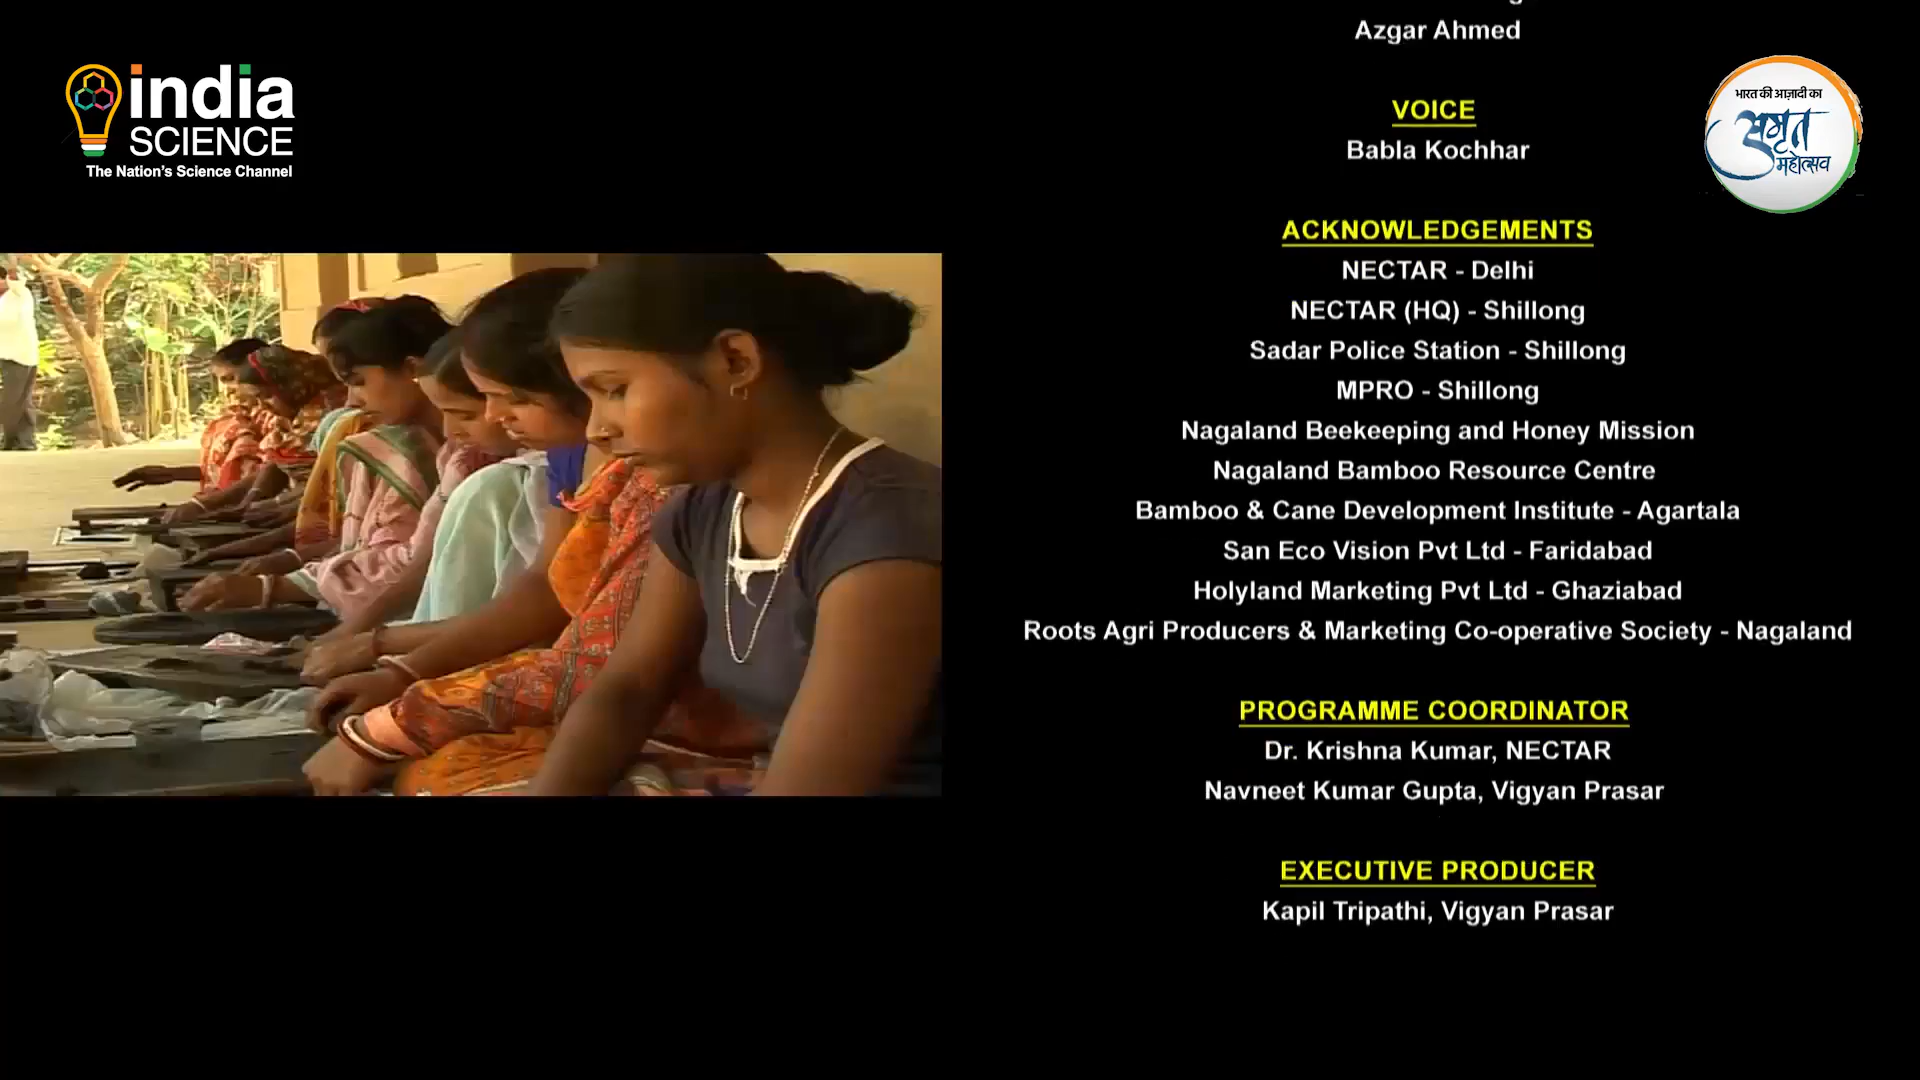 Azgar Ahmed
india
SCIENCE
The Nation's Science Channel
भारत की आज़ादी का
अमृत
महोत्सव
VOICE
Babla Kochhar
ACKNOWLEDGEMENTS
NECTAR - Delhi
NECTAR (HQ) - Shillong
Sadar Police Station - Shillong
MPRO - Shillong
Nagaland Beekeeping and Honey Mission
Nagaland Bamboo Resource Centre
Bamboo & Cane Development Institute - Agartala
San Eco Vision Pvt Ltd - Faridabad
Holyland Marketing Pvt Ltd - Ghaziabad
Roots Agri Producers & Marketing Co-operative Society - Nagaland
PROGRAMME COORDINATOR
Dr. Krishna Kumar, NECTAR
Navneet Kumar Gupta, Vigyan Prasar
EXECUTIVE PRODUCER
Kapil Tripathi, Vigyan Prasar